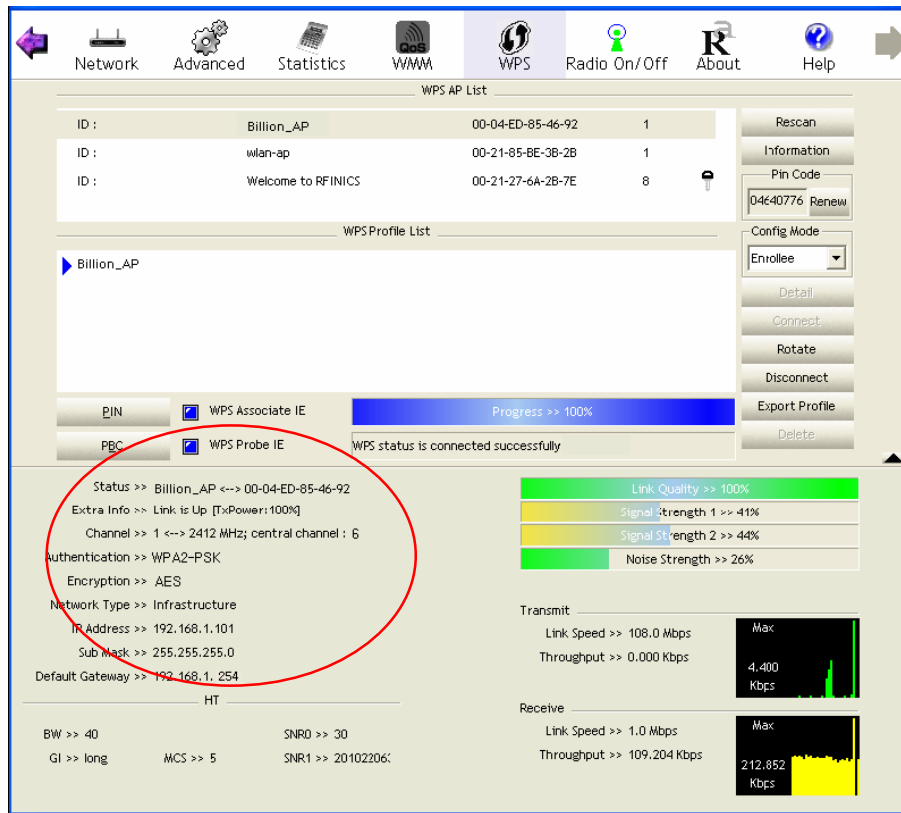 Network Advanced Statistics WMM WPS Radio On/Off About Help
QoS
WPS AP List
ID : Billion_AP 00-04-ED-85-46-92 1
ID : wlan-ap 00-21-85-BE-3B-2B 1
ID : Welcome to RFINICS 00-21-27-6A-2B-7E 8
Rescan
Information
Pin Code
04640776 Renew
WPS Profile List
Billion_AP
Config Mode
Enrollee
Detail
Connect
Rotate
Disconnect
Export Profile
Delete
PIN WPS Associate IE Progress >> 100%
PBC WPS Probe IE WPS status is connected successfully
Status >> Billion_AP <--> 00-04-ED-85-46-92
Extra Info >> Link is Up [TxPower:100%]
Channel >> 1 <--> 2412 MHz; central channel : 6
Authentication >> WPA2-PSK
Encryption >> AES
Network Type >> Infrastructure
IP Address >> 192.168.1.101
Sub Mask >> 255.255.255.0
Default Gateway >> 192.168.1. 254
HT
BW >> 40 SNR0 >> 30
GI >> long MCS >> 5 SNR1 >> 20102206:
Link Quality >> 100%
Signal Strength 1 >> 41%
Signal Strength 2 >> 44%
Noise Strength >> 26%
Transmit
Link Speed >> 108.0 Mbps
Throughput >> 0.000 Kbps
Max
4.400
Kbps
Receive
Link Speed >> 1.0 Mbps
Throughput >> 109.204 Kbps
Max
212.852
Kbps